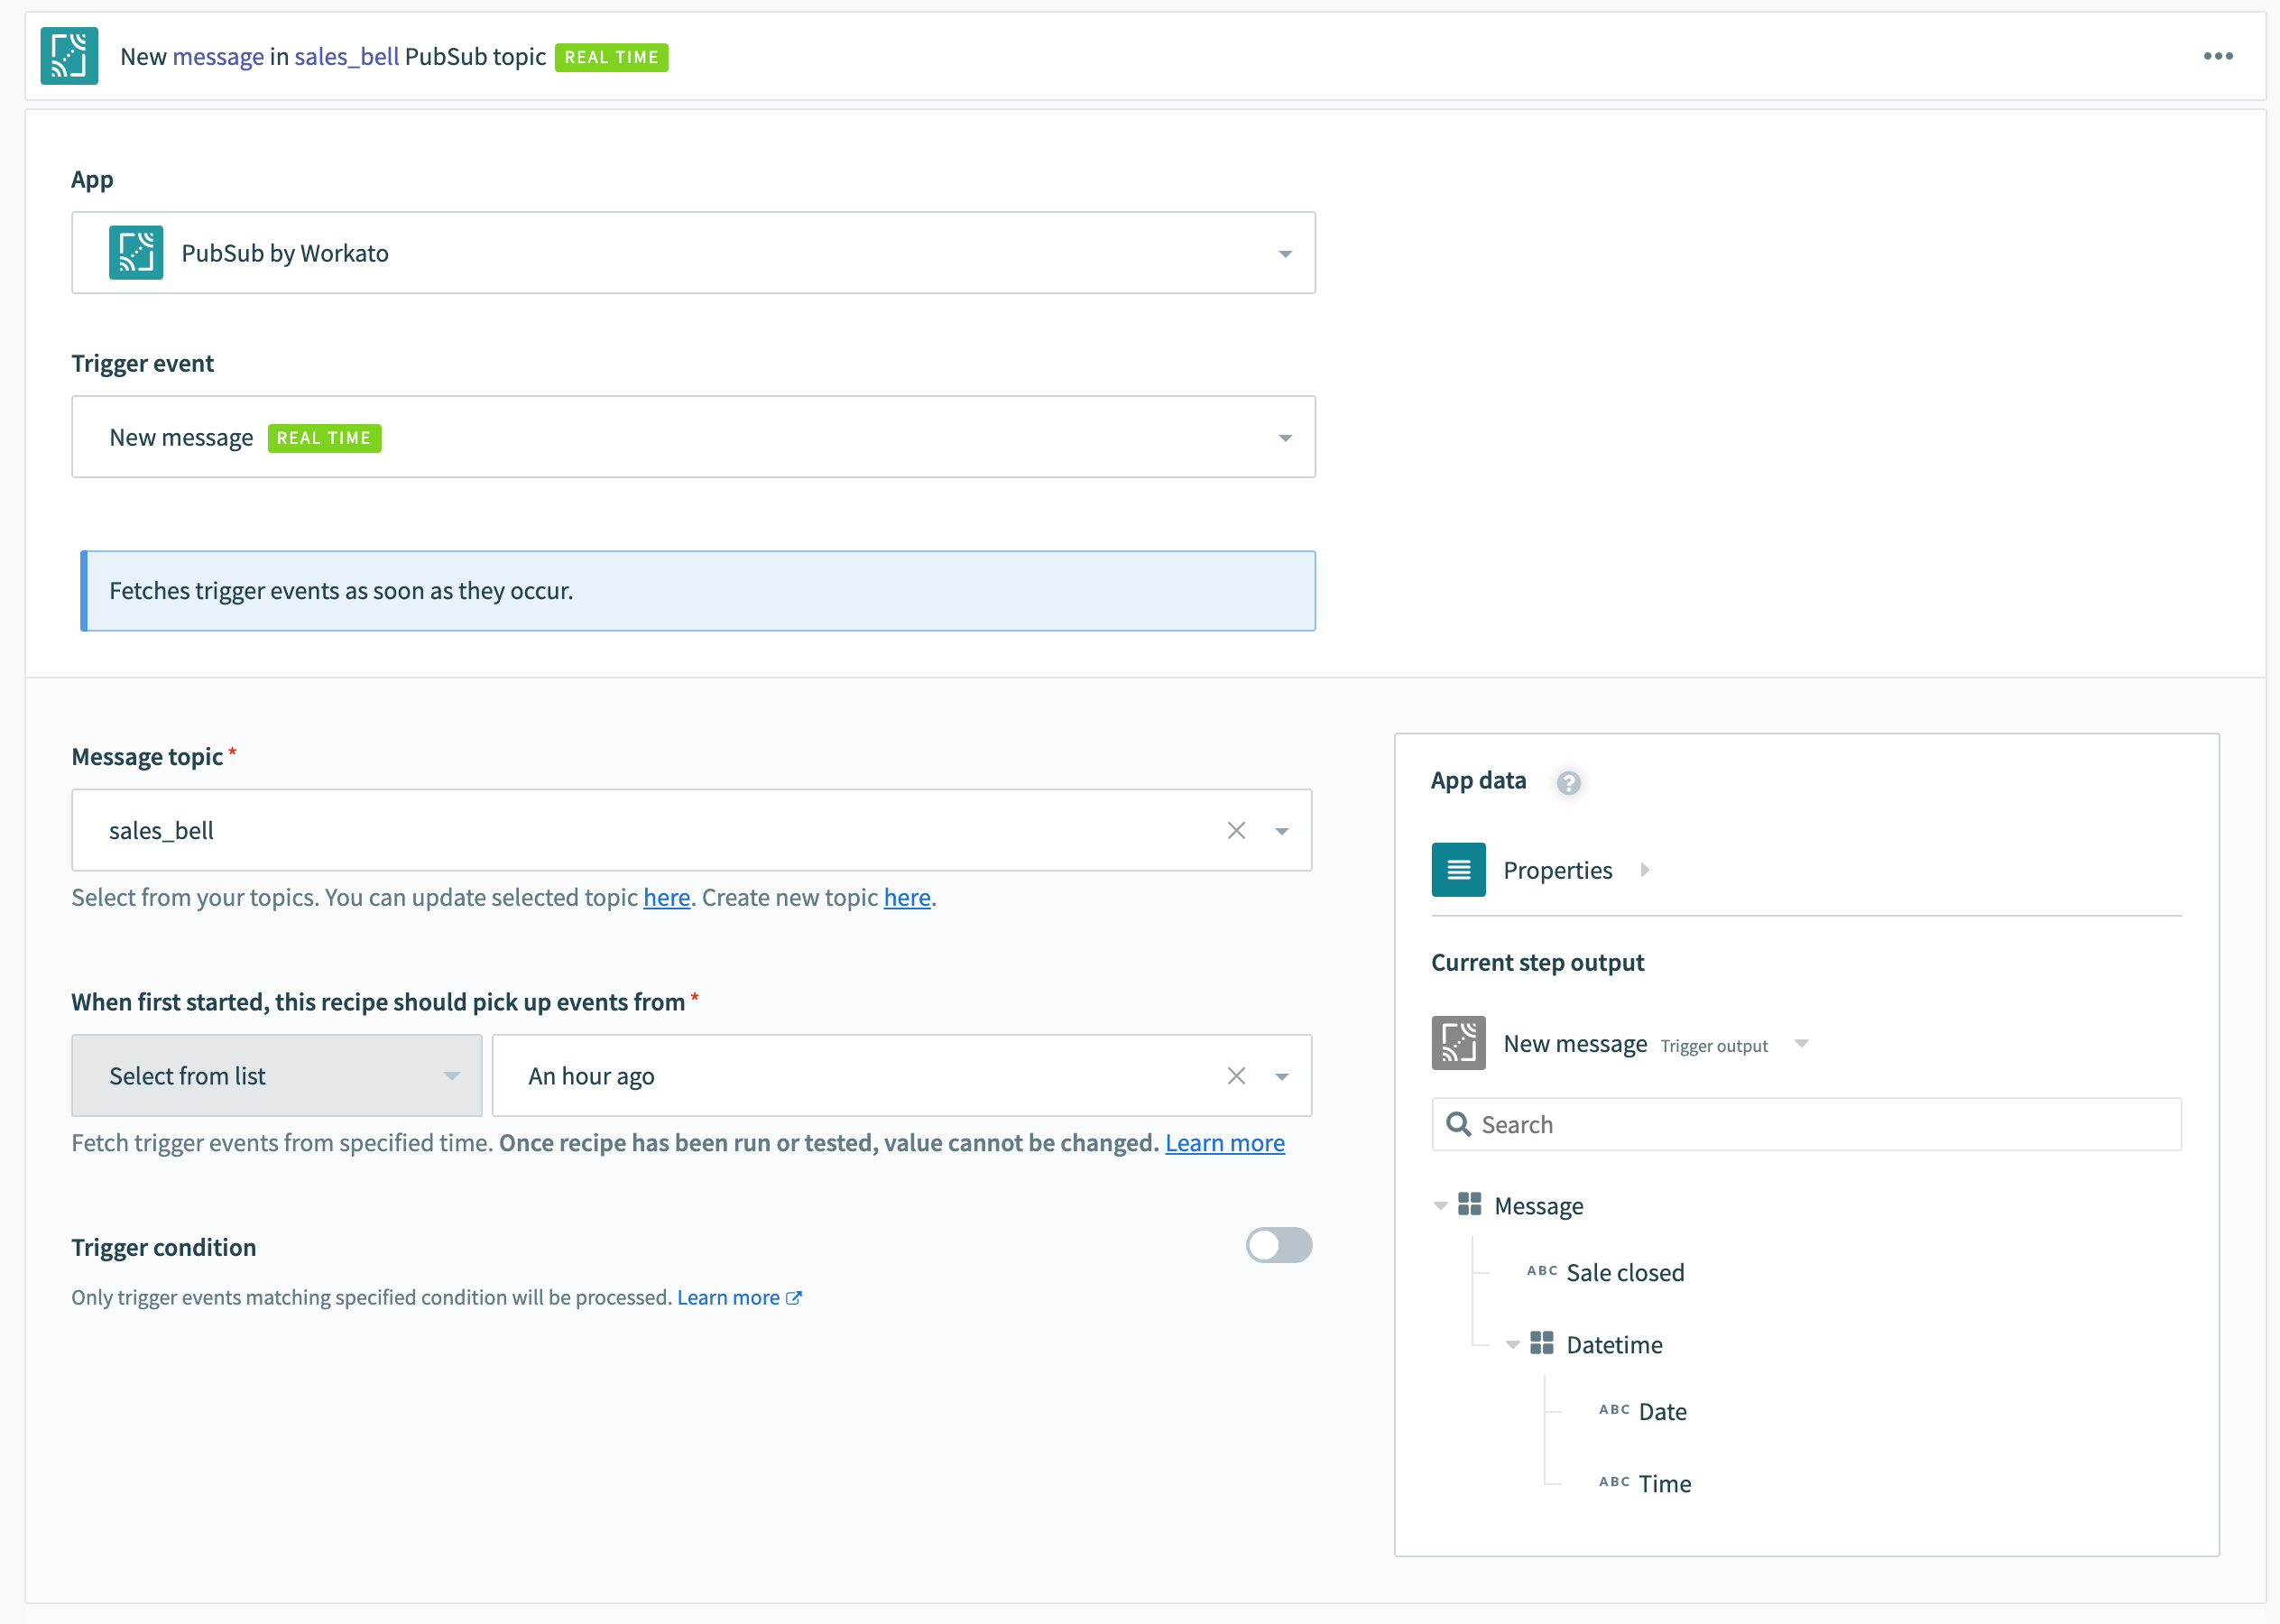 New message in sales_bell PubSub topic REAL TIME
App
PubSub by Workato
Trigger event
New message REAL TIME
Fetches trigger events as soon as they occur.
Message topic *
sales_bell
Select from your topics. You can update selected topic here. Create new topic here.
When first started, this recipe should pick up events from *
Select from list
An hour ago
Fetch trigger events from specified time. Once recipe has been run or tested, value cannot be changed. Learn more
Trigger condition
Only trigger events matching specified condition will be processed. Learn more
App data ?
Properties
Current step output
New message Trigger output
Search
Message
ABC Sale closed
Datetime
ABC Date
ABC Time